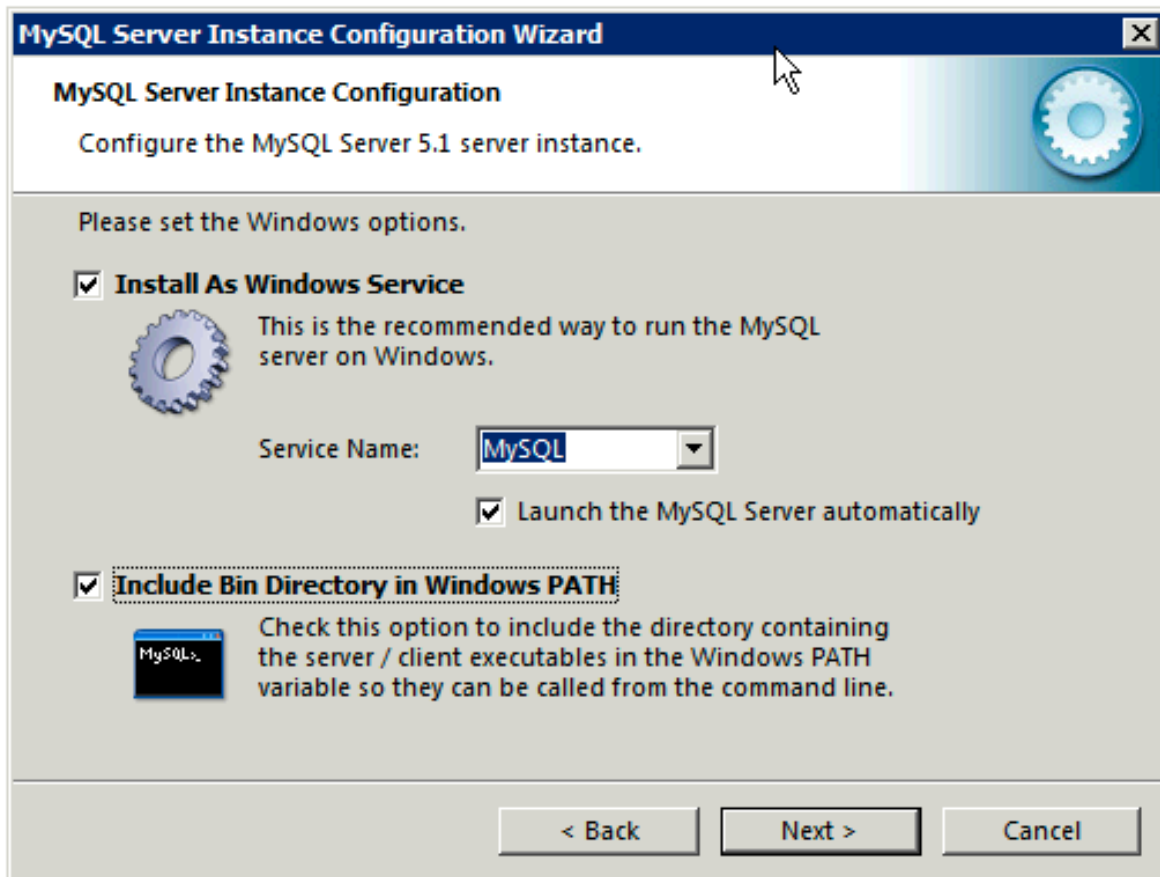 MySQL Server Instance Configuration Wizard
MySQL Server Instance Configuration
Configure the MySQL Server 5.1 server instance.
Please set the Windows options.
Install As Windows Service
This is the recommended way to run the MySQL
server on Windows.
Service Name: MySQL
Launch the MySQL Server automatically
Include Bin Directory in Windows PATH
MySQL>_
Check this option to include the directory containing
the server / client executables in the Windows PATH
variable so they can be called from the command line.
< Back Next > Cancel